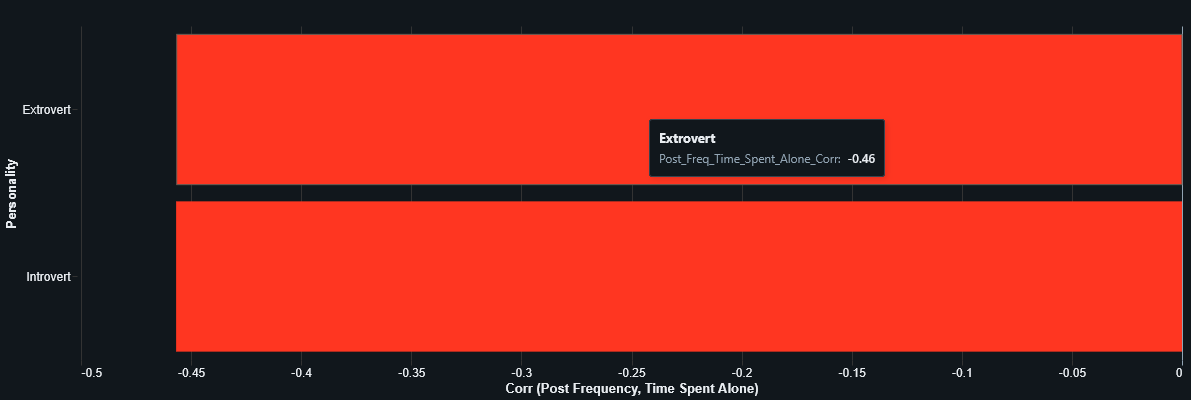 Extrovert
Extrovert
Post_Freq_Time_Spent_Alone_Corr: -0.46
Personality
Introvert
-0.5 -0.45 -0.4 -0.35 -0.3 -0.25 -0.2 -0.15 -0.1 -0.05 0
Corr (Post Frequency, Time Spent Alone)